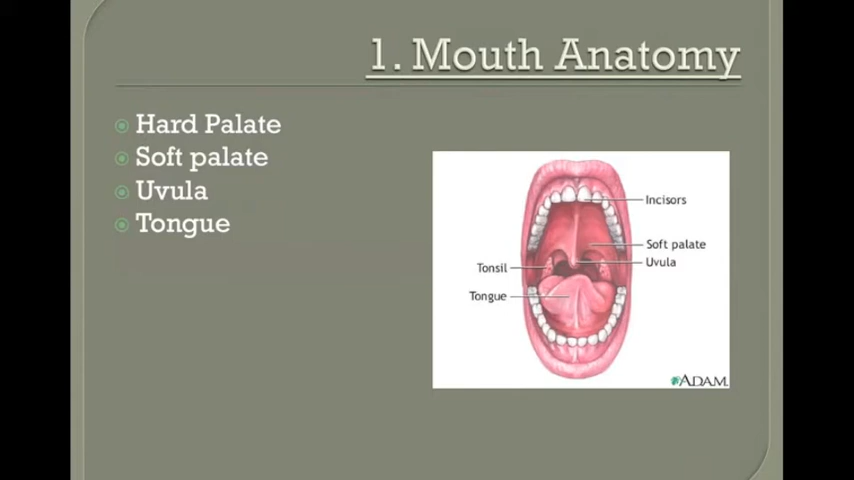 1. Mouth Anatomy
Hard Palate
Soft palate
Uvula
Tongue
Incisors
Soft palate
Uvula
Tonsil
Tongue
ADAM.